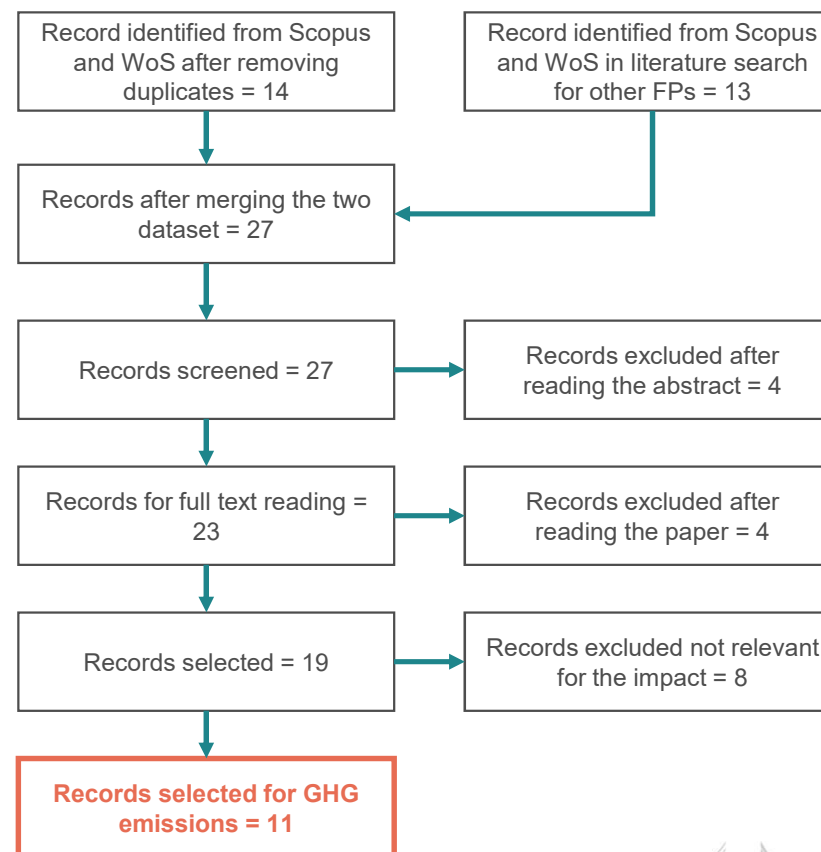 Record identified from Scopus
and WoS after removing
duplicates = 14
Record identified from Scopus
and WoS in literature search
for other FPs = 13
Records after merging the two
dataset = 27
Records screened = 27
Records excluded after
reading the abstract = 4
Records for full text reading =
23
Records excluded after
reading the paper = 4
Records selected = 19
Records excluded not relevant
for the impact = 8
Records selected for GHG
emissions = 11